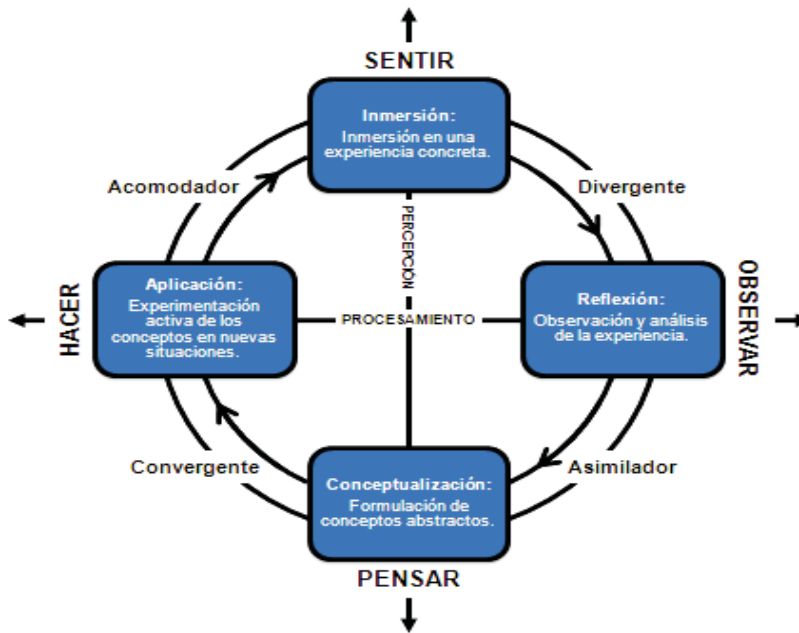 SENTIR
Inmersión:
Inmersión en una
experiencia concreta.
Acomodador
Divergente
PERCEPCIÓN
HACER
Aplicación:
Experimentación
activa de los
conceptos en nuevas
situaciones.
PROCESAMIENTO
Reflexión:
Observación y análisis
de la experiencia.
OBSERVAR
Convergente
Asimilador
Conceptualización:
Formulación de
conceptos abstractos.
PENSAR